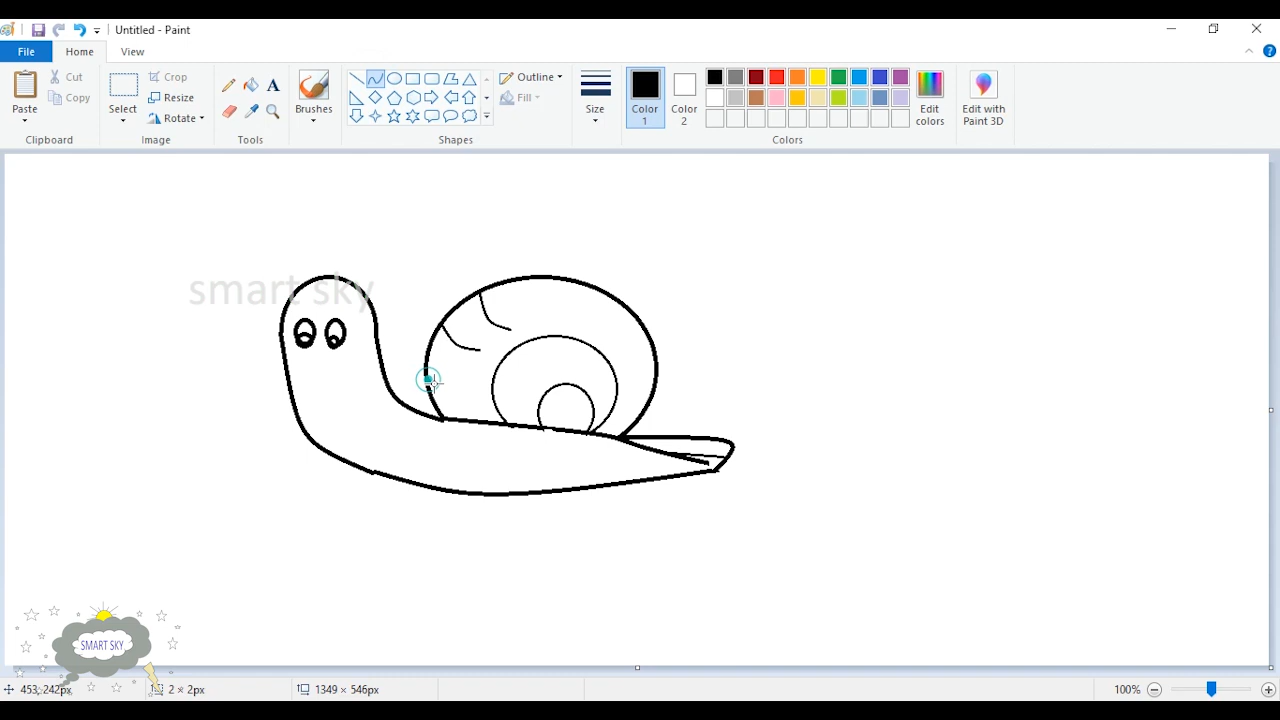 Untitled - Paint
File Home View
Paste
Cut
Copy
Clipboard
Select
Crop
Resize
Rotate
Image
A
Tools
Brushes
Shapes
Outline
Fill
Size
Color 1
Color 2
Colors
Edit colors
Edit with Paint 3D
?
smart sky
SMART SKY
453, 242px
2 × 2px
1349 × 546px
100%